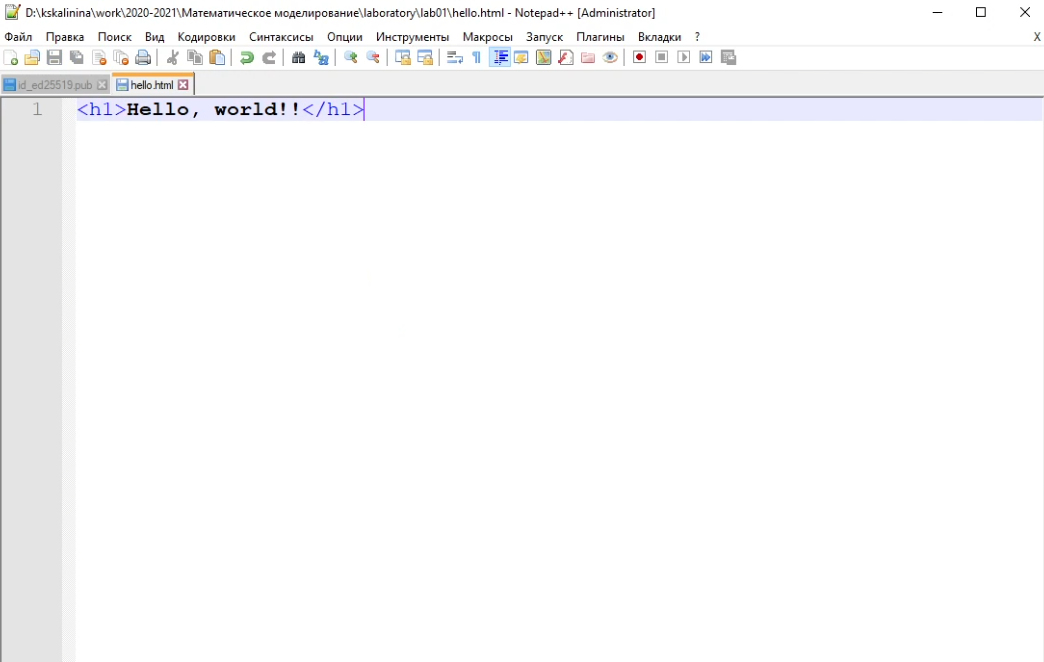 D:\kskalinina\work\2020-2021\Математическое моделирование\laboratory\lab01\hello.html - Notepad++ [Administrator]
Файл Правка Поиск Вид Кодировки Синтаксисы Опции Инструменты Макросы Запуск Плагины Вкладки ? X
id_ed25519.pub hello.html
1 <h1>Hello, world!!</h1>